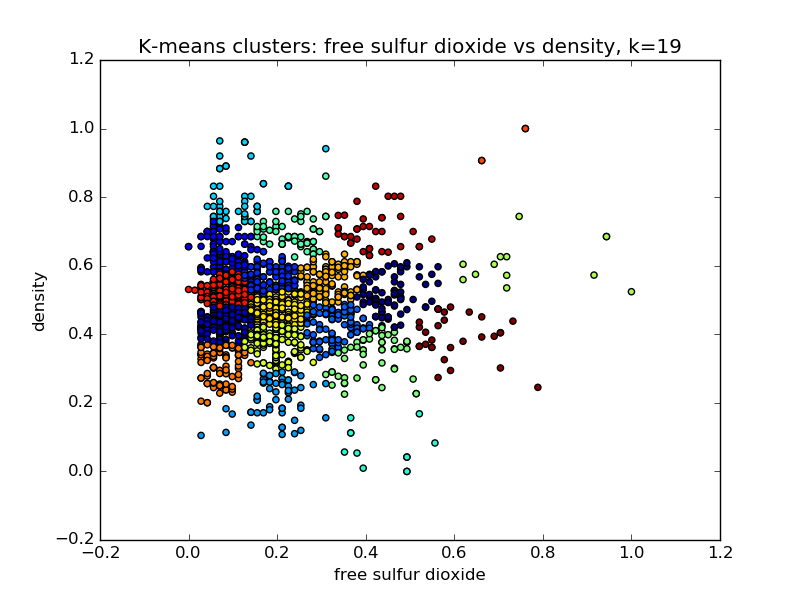 K-means clusters: free sulfur dioxide vs density, k=19
1.2
1.0
0.8
0.6
0.4
0.2
0.0
−0.2
density
−0.2 0.0 0.2 0.4 0.6 0.8 1.0 1.2
free sulfur dioxide